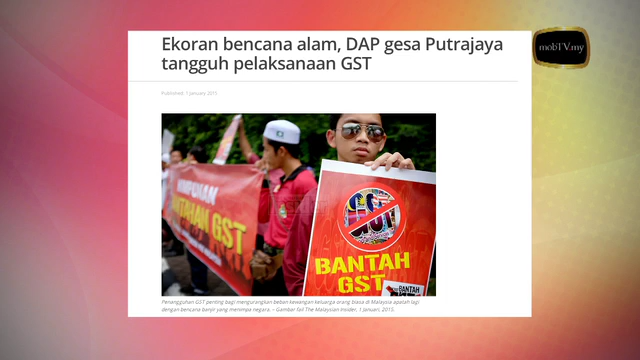 Ekoran bencana alam, DAP gesa Putrajaya
tangguh pelaksanaan GST
mobTV.my
Published: 1 January 2015
BANTAHAN GST
BANTAH
GST
BANTAH
Penangguhan GST penting bagi mengurangkan beban kewangan keluarga orang biasa di Malaysia apatah lagi
dengan bencana banjir yang menimpa negara. – Gambar fail The Malaysian Insider, 1 Januari, 2015.